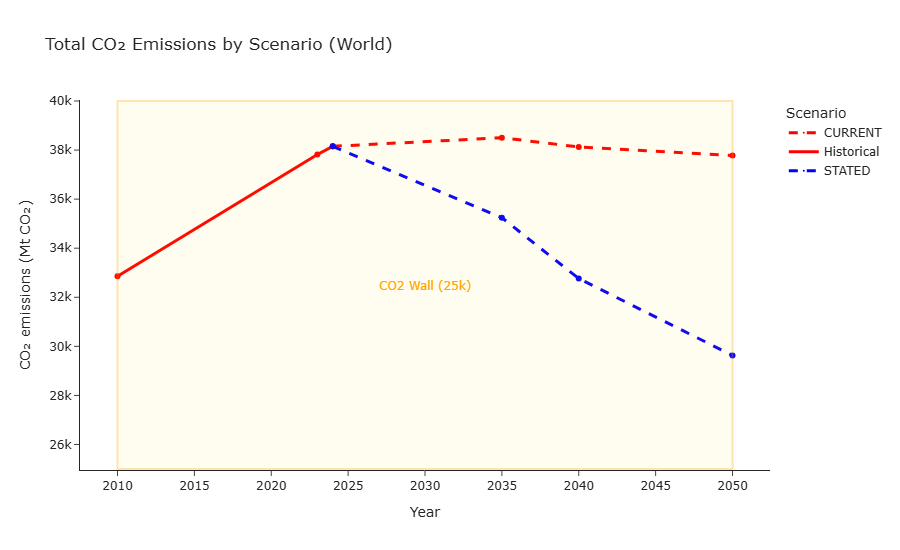 Total CO₂ Emissions by Scenario (World)
40k
38k
36k
34k
32k
30k
28k
26k
CO₂ emissions (Mt CO₂)
CO2 Wall (25k)
2010 2015 2020 2025 2030 2035 2040 2045 2050
Year
Scenario
CURRENT
Historical
STATED